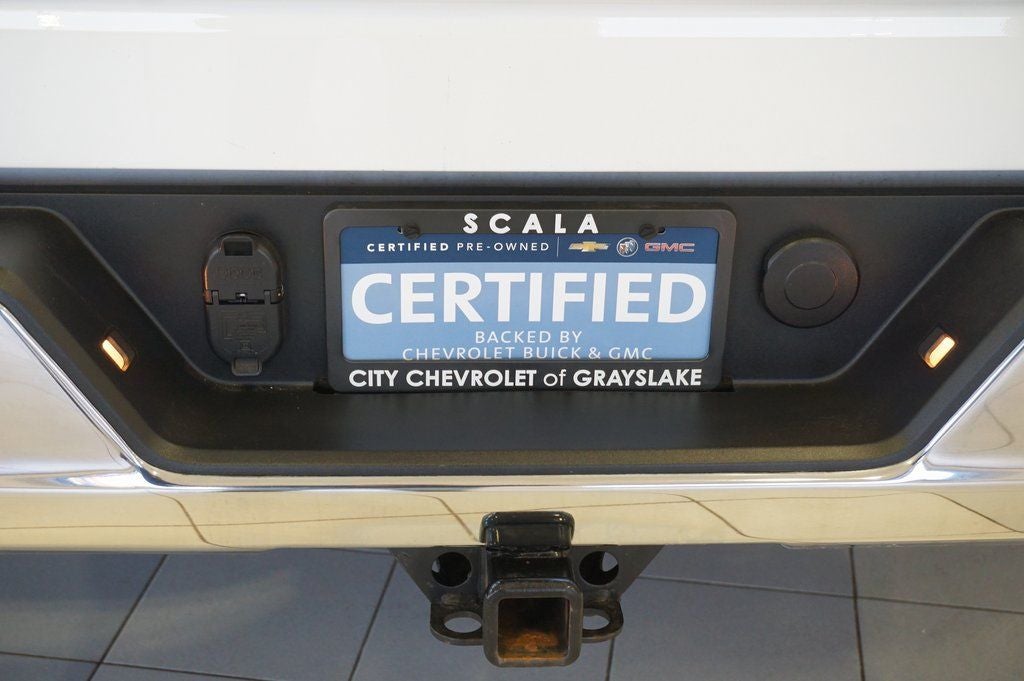 SCALA
CERTIFIED PRE-OWNED GMC
CERTIFIED
BACKED BY
CHEVROLET BUICK & GMC
CITY CHEVROLET of GRAYSLAKE